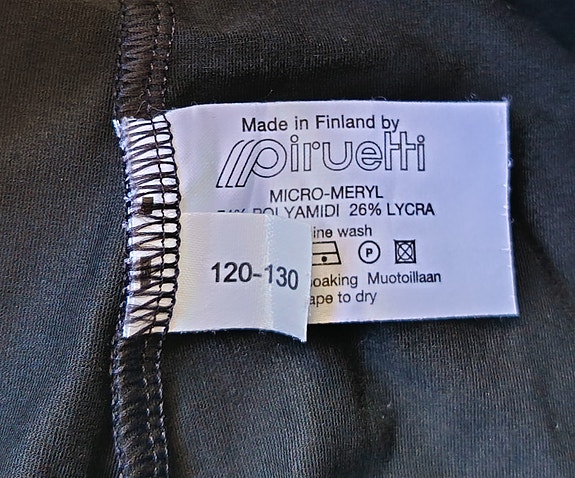 Made in Finland by
piruetti
MICRO-MERYL
POLYAMIDI 26% LYCRA
wash
P
120-130
Muotoillaan
to dry